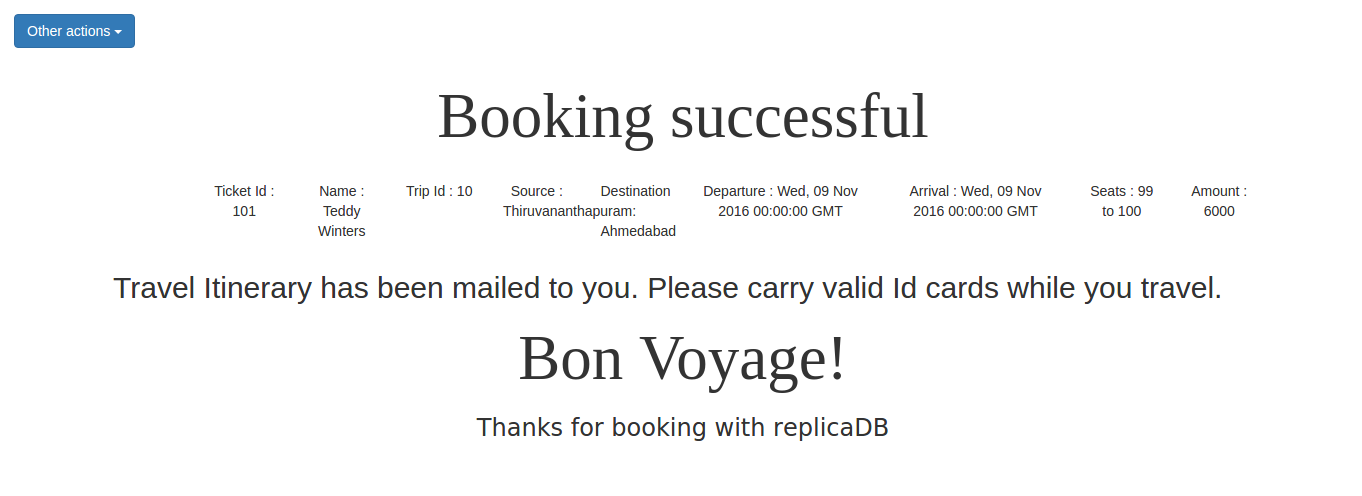 Other actions
Booking successful
Ticket Id : 101
Name : Teddy Winters
Trip Id : 10
Source : Thiruvananthapuram
Destination : Ahmedabad
Departure : Wed, 09 Nov 2016 00:00:00 GMT
Arrival : Wed, 09 Nov 2016 00:00:00 GMT
Seats : 99 to 100
Amount : 6000
Travel Itinerary has been mailed to you. Please carry valid Id cards while you travel.
Bon Voyage!
Thanks for booking with replicaDB